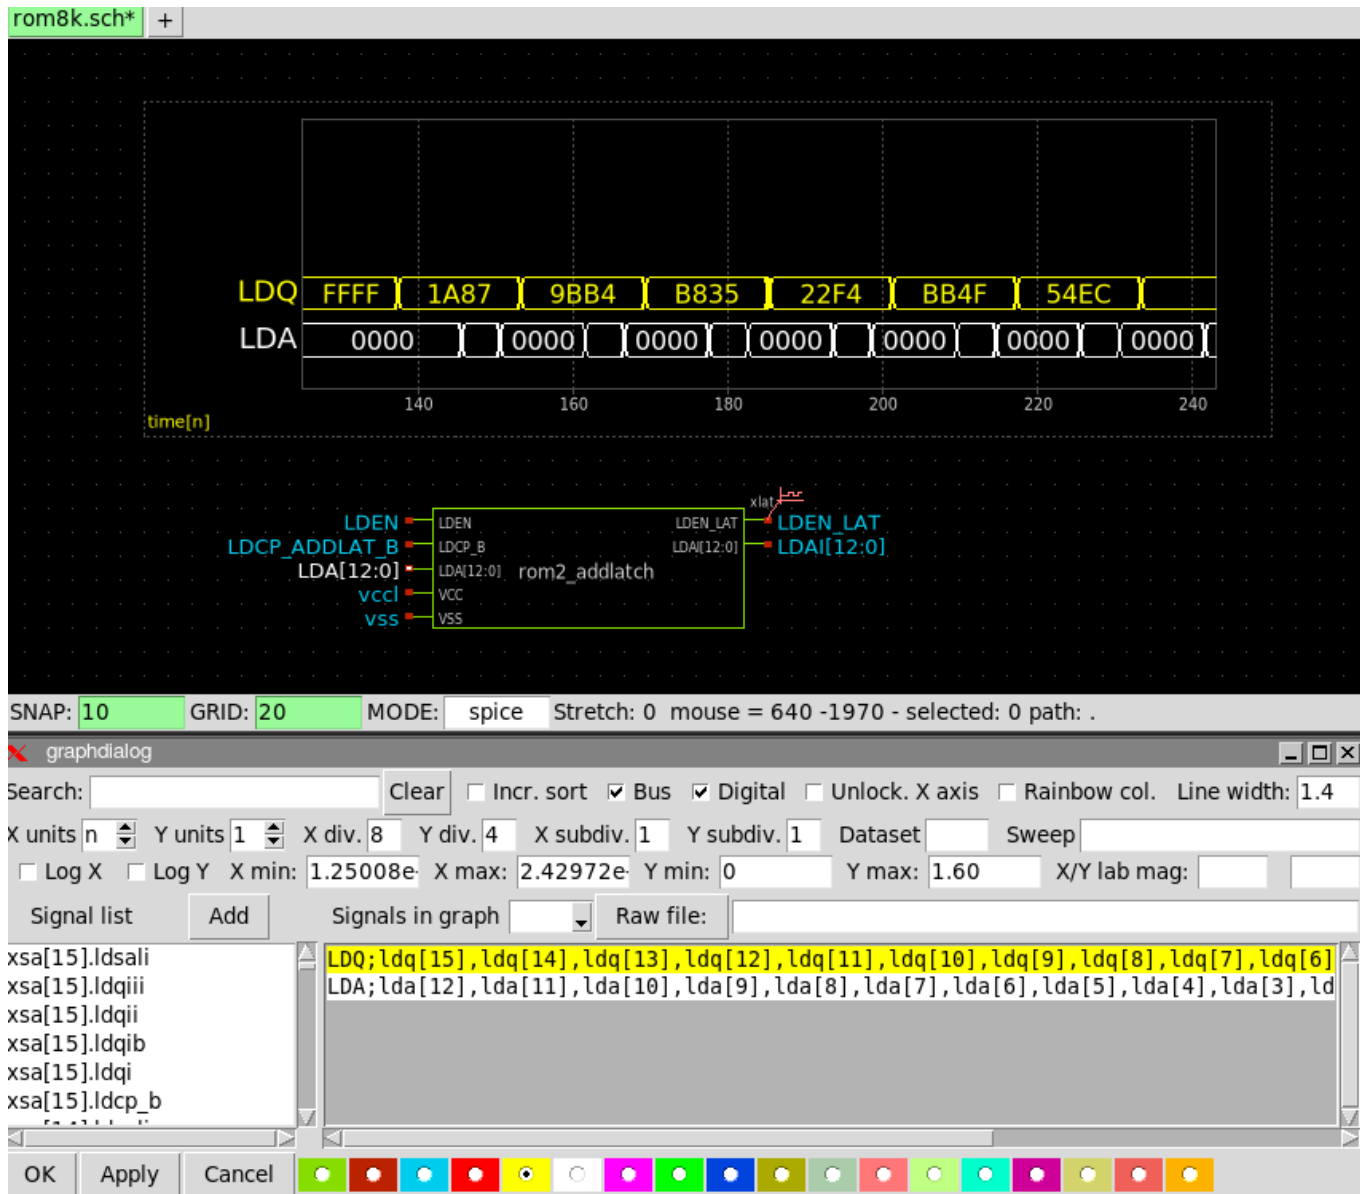 rom8k.sch* +
LDQ FFFF 1A87 9BB4 B835 22F4 BB4F 54EC
LDA 0000 0000 0000 0000 0000 0000 0000
140 160 180 200 220 240
time[n]
xlat
LDEN LDEN LDEN_LAT LDEN_LAT
LDCP_ADDLAT_B LDCP_B LDAI[12:0] LDAI[12:0]
LDA[12:0] LDA[12:0] rom2_addlatch
vccl VCC
vss VSS
SNAP: 10 GRID: 20 MODE: spice Stretch: 0 mouse = 640 -1970 - selected: 0 path: .
graphdialog
Search: Clear Incr. sort Bus Digital Unlock. X axis Rainbow col. Line width: 1.4
X units n Y units 1 X div. 8 Y div. 4 X subdiv. 1 Y subdiv. 1 Dataset Sweep
Log X Log Y X min: 1.25008e- X max: 2.42972e- Y min: 0 Y max: 1.60 X/Y lab mag:
Signal list Add Signals in graph Raw file:
xsa[15].ldsali
xsa[15].ldqiii
xsa[15].ldqii
xsa[15].ldqib
xsa[15].ldqi
xsa[15].ldcp_b
LDQ;ldq[15],ldq[14],ldq[13],ldq[12],ldq[11],ldq[10],ldq[9],ldq[8],ldq[7],ldq[6]
LDA;lda[12],lda[11],lda[10],lda[9],lda[8],lda[7],lda[6],lda[5],lda[4],lda[3],ld
OK Apply Cancel